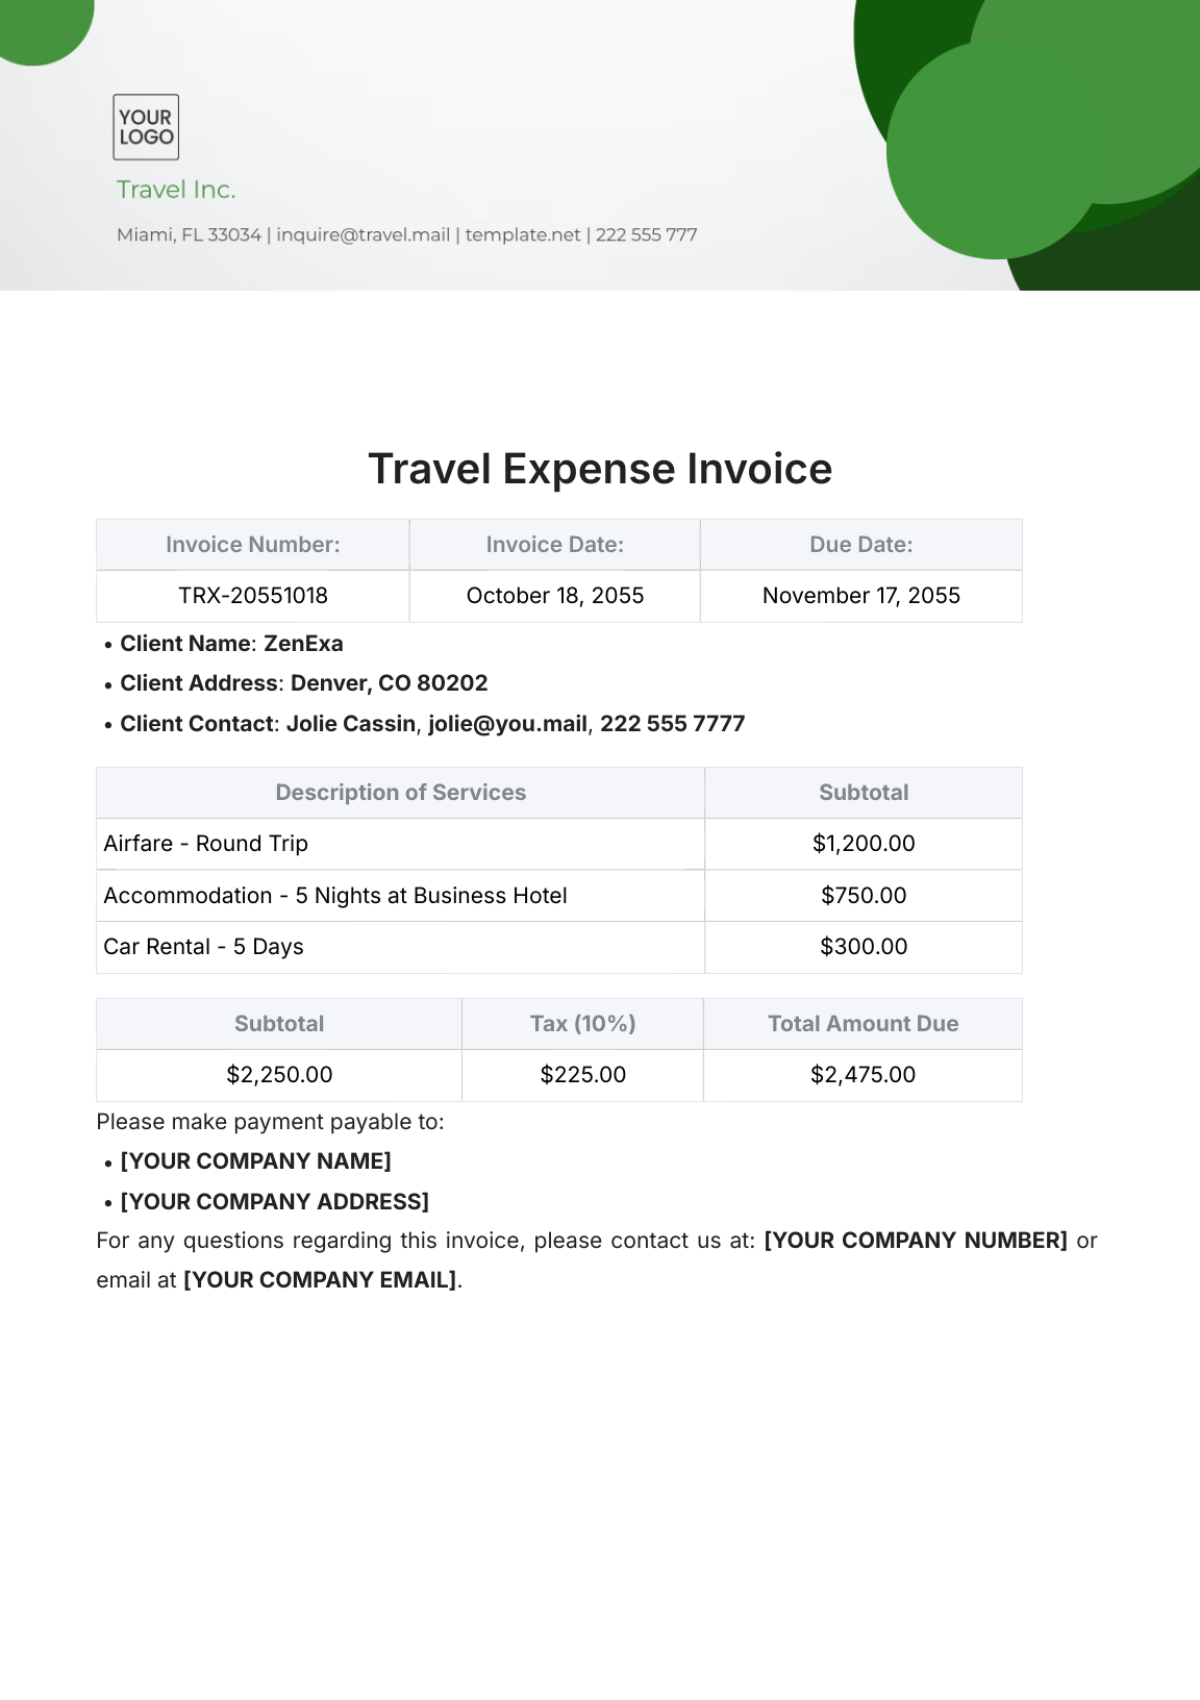 YOUR
LOGO
Travel Inc.
Miami, FL 33034 | inquire@travel.mail | template.net | 222 555 777
Travel Expense Invoice
Invoice Number: Invoice Date: Due Date:
TRX-20551018 October 18, 2055 November 17, 2055
• Client Name: ZenExa
• Client Address: Denver, CO 80202
• Client Contact: Jolie Cassin, jolie@you.mail, 222 555 7777
Description of Services Subtotal
Airfare - Round Trip $1,200.00
Accommodation - 5 Nights at Business Hotel $750.00
Car Rental - 5 Days $300.00
Subtotal Tax (10%) Total Amount Due
$2,250.00 $225.00 $2,475.00
Please make payment payable to:
• [YOUR COMPANY NAME]
• [YOUR COMPANY ADDRESS]
For any questions regarding this invoice, please contact us at: [YOUR COMPANY NUMBER] or
email at [YOUR COMPANY EMAIL].